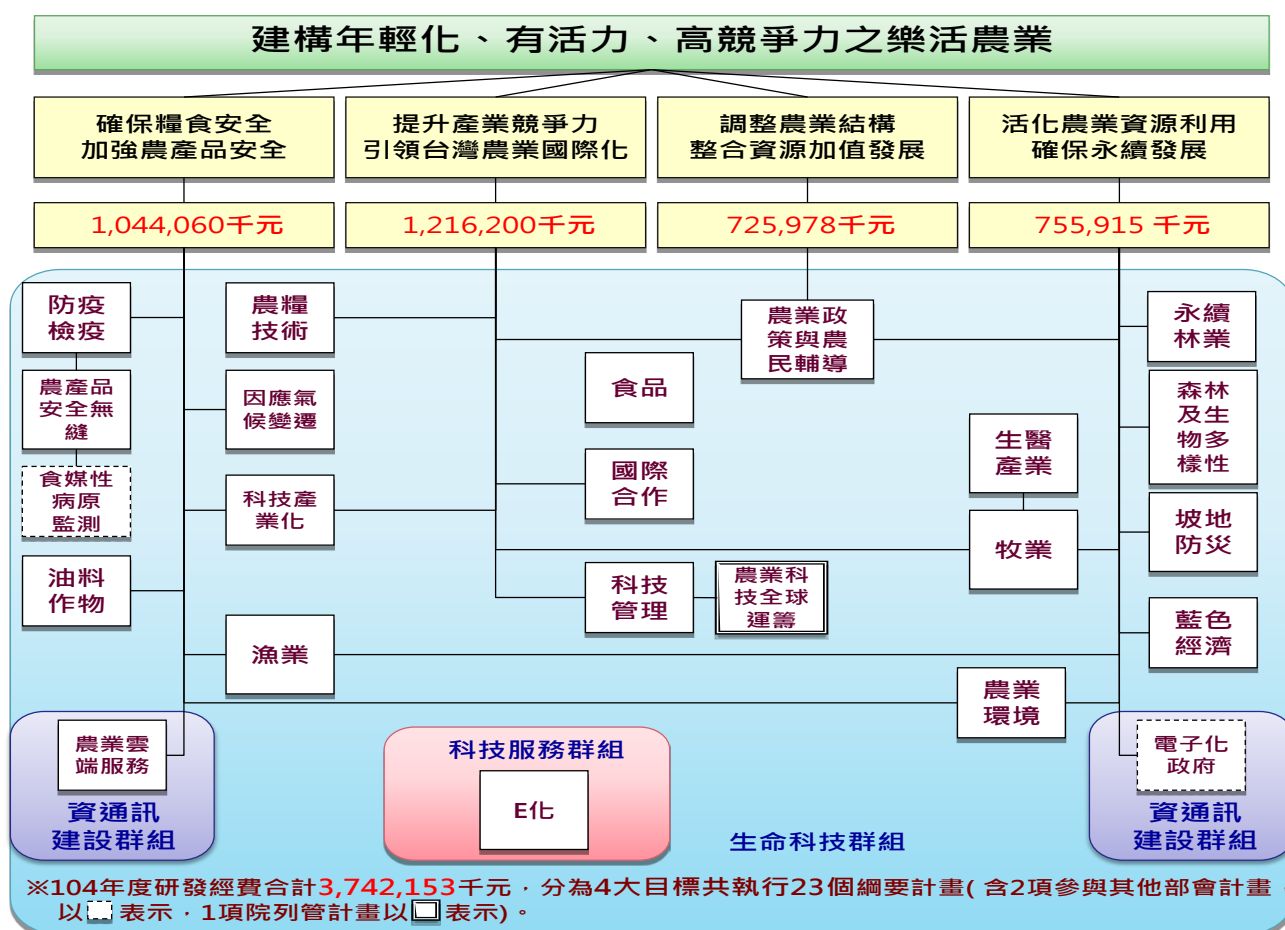 建構年輕化、有活力、高競爭力之樂活農業
確保糧食安全
加強農產品安全
提升產業競爭力
引領台灣農業國際化
調整農業結構
整合資源加值發展
活化農業資源利用
確保永續發展
1,044,060千元
1,216,200千元
725,978千元
755,915 千元
防疫
檢疫
農糧
技術
農業政
策與農
民輔導
永續
林業
食品
農產品
安全無
縫
因應氣
候變遷
森林
及生
物多
樣性
生醫
產業
國際
合作
食媒性
病原
監測
科技產
業化
牧業
坡地
防災
油料
作物
科技
管理
農業科
技全球
運籌
漁業
藍色
經濟
農業
環境
農業雲
端服務
資通訊
建設群組
科技服務群組
E化
生命科技群組
電子化
政府
資通訊
建設群組
※104年度研發經費合計3,742,153千元，分為4大目標共執行23個綱要計畫( 含2項參與其他部會計畫，
以 表示，1項院列管計畫以 表示)。